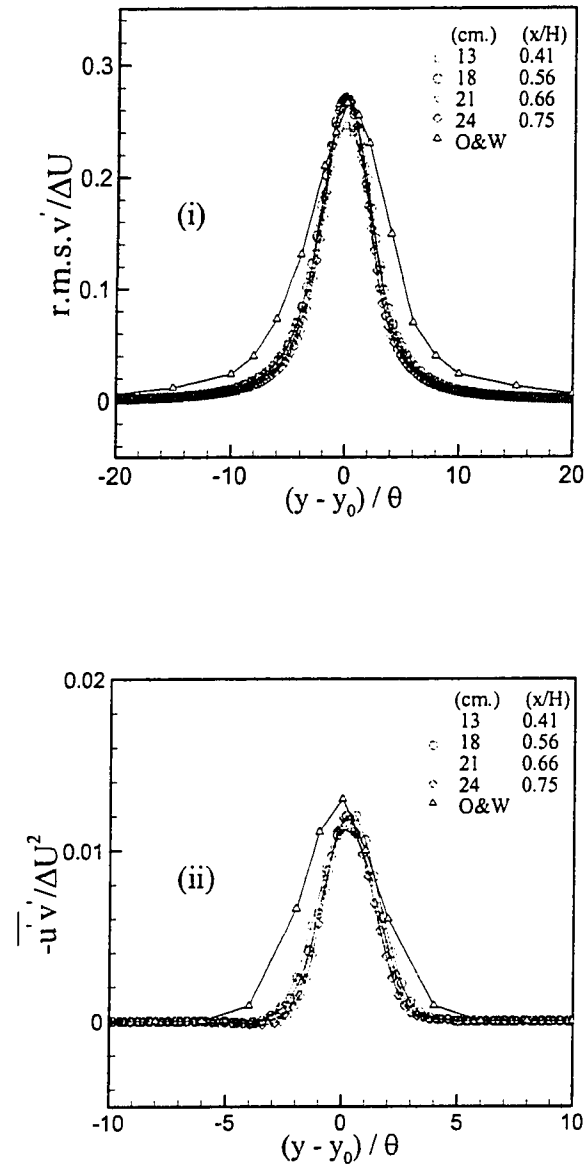 (cm.) (x/H)
13 0.41
18 0.56
21 0.66
24 0.75
O&W
0.3
0.2
0.1
0
r.m.s.v'/ΔU
(i)
-20 -10 0 10 20
(y - y₀) / θ
(cm.) (x/H)
13 0.41
18 0.56
21 0.66
24 0.75
O&W
0.02
0.01
0
-u'v'/ΔU²
(ii)
-10 -5 0 5 10
(y - y₀) / θ